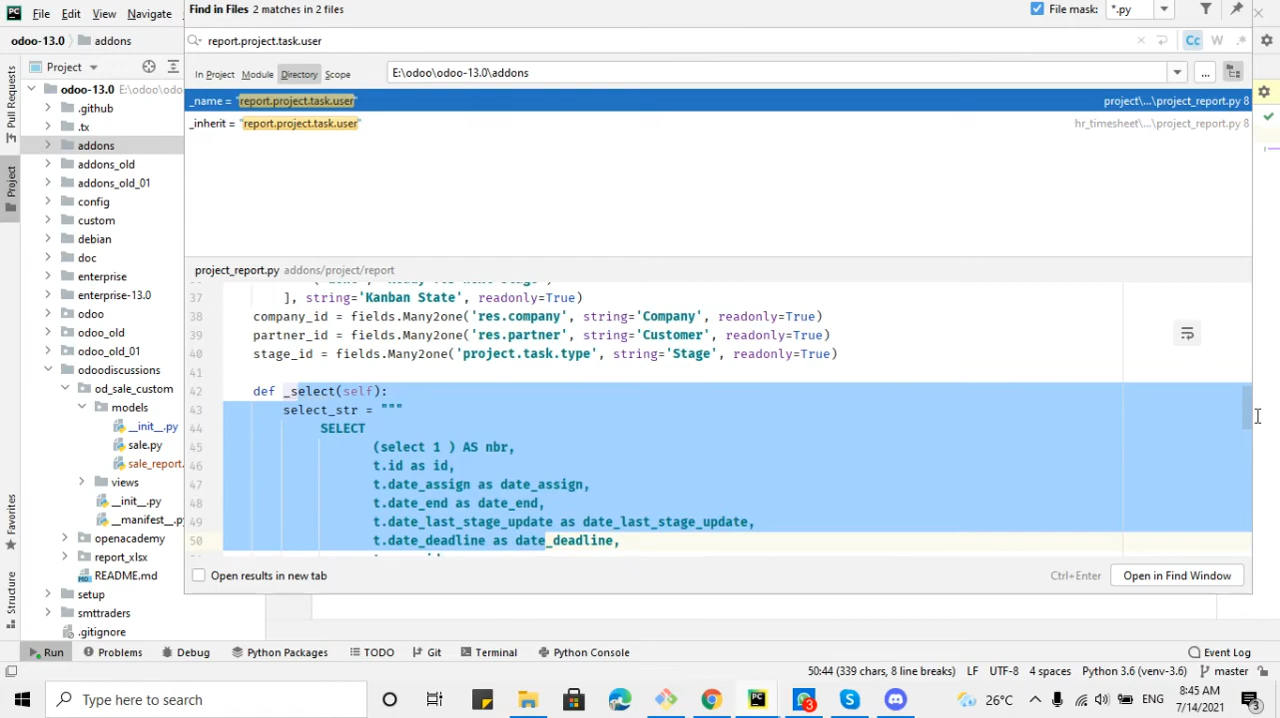 PC File Edit View Navigate
Find in Files 2 matches in 2 files
File mask: *.py
odoo-13.0 addons
report.project.task.user
Cc W .*
Project
In Project Module Directory Scope
E:\odoo\odoo-13.0\addons
...
odoo-13.0 E:\odoo\odoo
_name = "report.project.task.user"
project\...\project_report.py 8
.github
_inherit = "report.project.task.user"
hr_timesheet\...\project_report.py 8
.tx
addons
addons_old
addons_old_01
config
custom
debian
doc
enterprise
enterprise-13.0
odoo
odoo_old
odoo_old_01
odoodiscussions
od_sale_custom
models
__init__.py
sale.py
sale_report.
views
__init__.py
__manifest__.py
openacademy
report_xlsx
README.md
setup
smttraders
.gitignore
Pull Requests
Project
Favorites
Structure
project_report.py addons/project/report
37 ], string='Kanban State', readonly=True)
38 company_id = fields.Many2one('res.company', string='Company', readonly=True)
39 partner_id = fields.Many2one('res.partner', string='Customer', readonly=True)
40 stage_id = fields.Many2one('project.task.type', string='Stage', readonly=True)
41
42 def _select(self):
43 select_str = """
44 SELECT
45 (select 1 ) AS nbr,
46 t.id as id,
47 t.date_assign as date_assign,
48 t.date_end as date_end,
49 t.date_last_stage_update as date_last_stage_update,
50 t.date_deadline as date_deadline,
Open results in new tab
Ctrl+Enter Open in Find Window
Run Problems Debug Python Packages TODO Git Terminal Python Console
Event Log
50:44 (339 chars, 8 line breaks) LF UTF-8 4 spaces Python 3.6 (venv-3.6) master
Type here to search
3
26°C
ENG
8:45 AM
7/14/2021
3